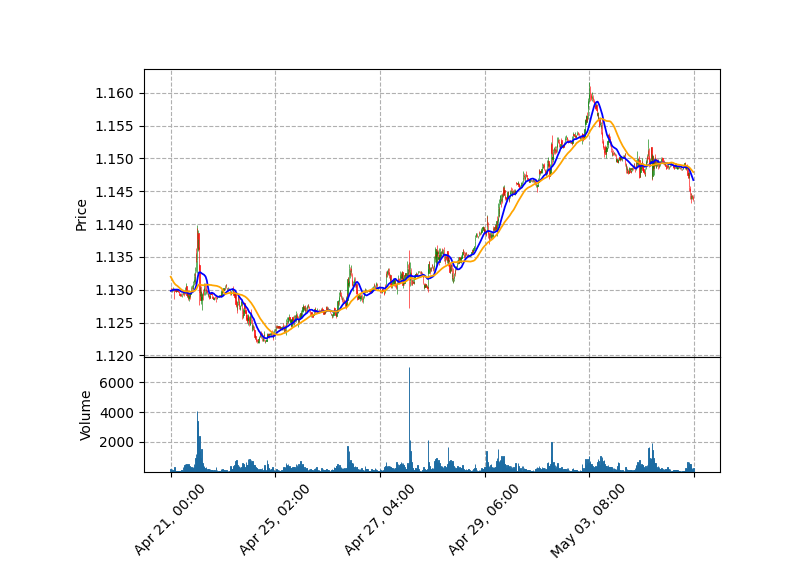 1.160
1.155
1.150
1.145
1.140
1.135
1.130
1.125
1.120
Price
6000
4000
2000
Volume
Apr 21, 00:00
Apr 25, 02:00
Apr 27, 04:00
Apr 29, 06:00
May 03, 08:00